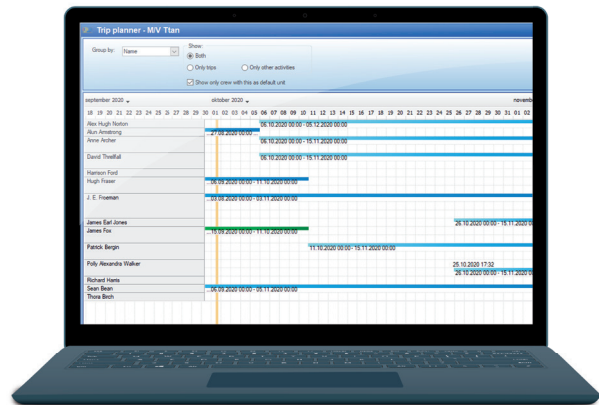 Trip planner - M/V Ttan
Group by: Name
Show:
Both
Only trips Only other activities
Show only crew with this as default unit
september 2020 oktober 2020 novemb
18 19 20 21 22 23 24 25 26 27 28 29 30 01 02 03 04 05 06 07 08 09 10 11 12 13 14 15 16 17 18 19 20 21 22 23 24 25 26 27 28 29 30 31 01 02
Alex Hugh Norton 06.10.2020 00:00 - 05.12.2020 00:00
Alun Armstrong ...27.08.2020 00:00 ...
Anne Archer 06.10.2020 00:00 - 15.11.2020 00:00
David Threlfall 06.10.2020 00:00 - 15.11.2020 00:00
Harrison Ford
Hugh Fraser ...06.09.2020 00:00 - 11.10.2020 00:00
J. E. Freeman ...03.08.2020 00:00 - 03.11.2020 00:00
James Earl Jones 26.10.2020 00:00 - 15.11.2020 0
James Fox ...15.09.2020 00:00 - 11.10.2020 00:00
Patrick Bergin 11.10.2020 00:00 - 15.11.2020 00:00
Polly Alexandra Walker 25.10.2020 17:32
26.10.2020 00:00 - 15.11.2020 0
Richard Harris
Sean Bean ...06.09.2020 00:00 - 05.11.2020 00:00
Thora Birch